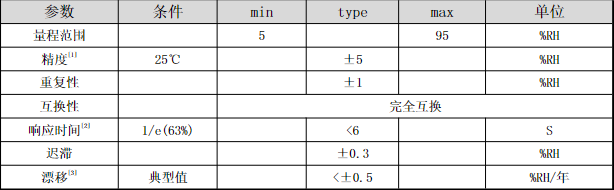 参数 条件 min type max 单位
量程范围 5 95 %RH
精度[1] 25℃ ±5 %RH
重复性 ±1 %RH
互换性 完全互换
响应时间[2] 1/e(63%) <6 S
迟滞 ±0.3 %RH
漂移[3] 典型值 <±0.5 %RH/年